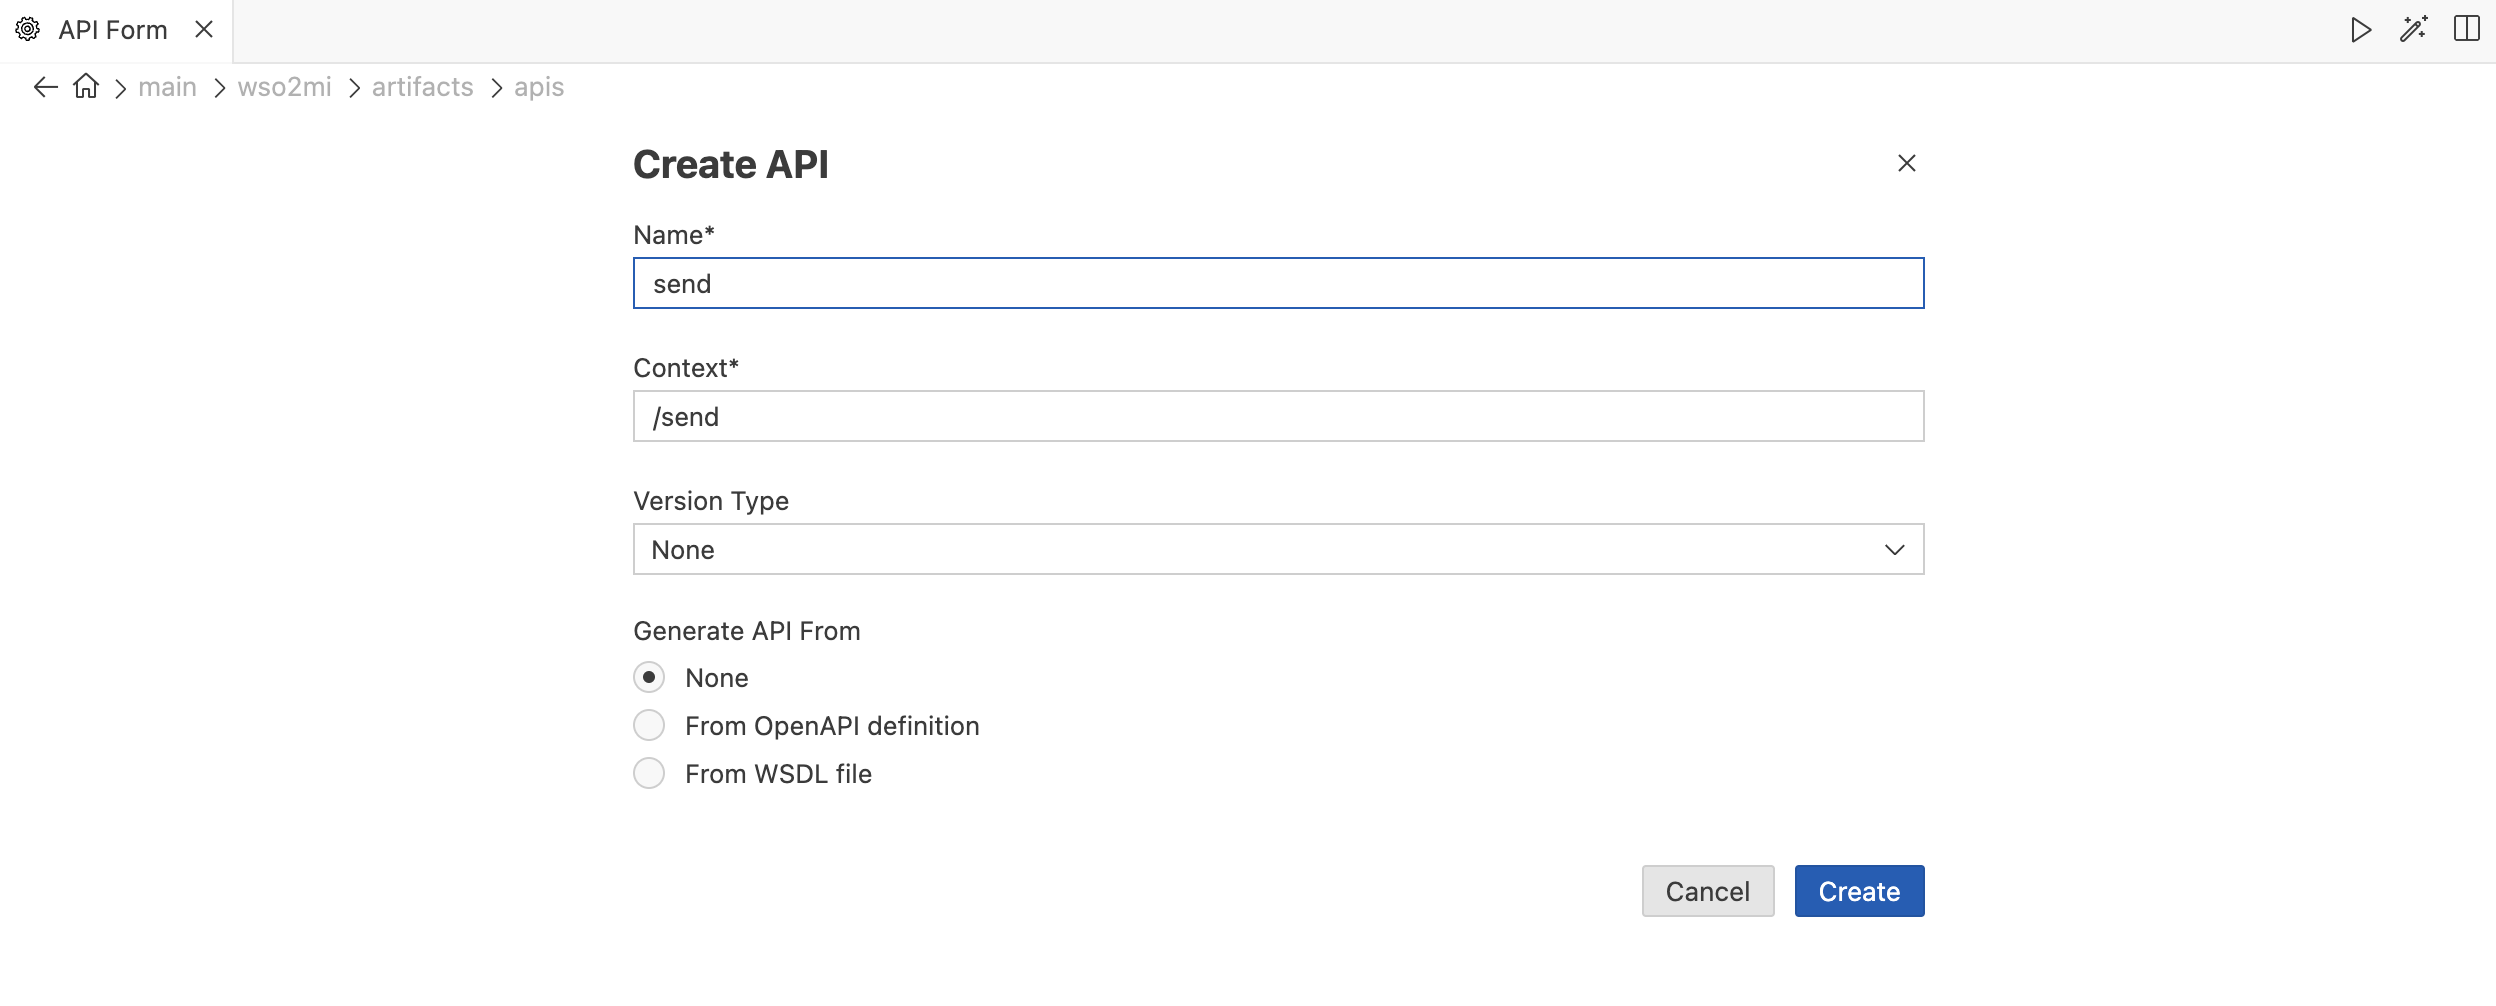 API Form
main wso2mi artifacts apis
Create API
Name*
send
Context*
/send
Version Type
None
Generate API From
None
From OpenAPI definition
From WSDL file
Cancel Create